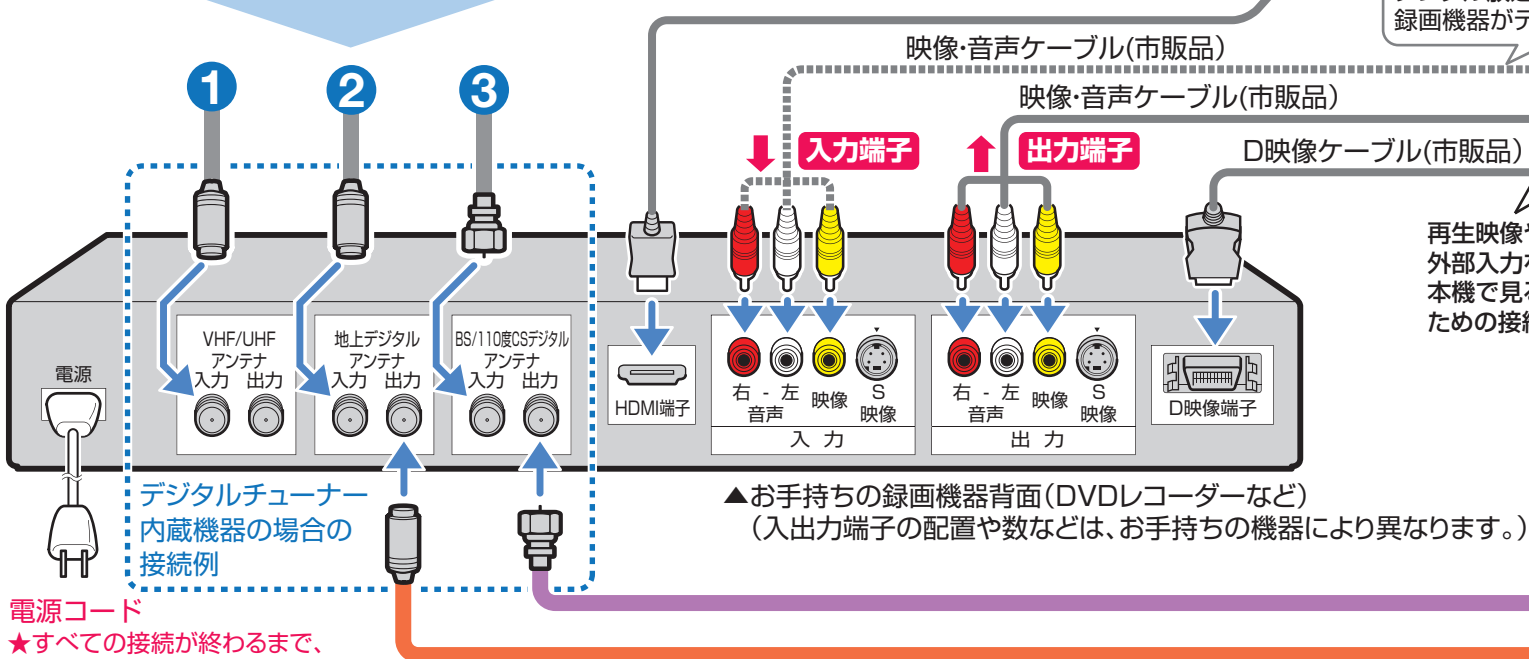 録画機器がデ
映像・音声ケーブル(市販品)
映像・音声ケーブル(市販品)
D映像ケーブル(市販品)
1
2
3
入力端子
出力端子
再生映像や
外部入力を
本機で見る
ための接続
電源
VHF/UHF
アンテナ
入力 出力
地上デジタル
アンテナ
入力 出力
BS/110度CSデジタル
アンテナ
入力 出力
HDMI端子
右 - 左
音声
映像
S
映像
入 力
右 - 左
音声
映像
S
映像
出 力
D映像端子
デジタルチューナー
内蔵機器の場合の
接続例
▲お手持ちの録画機器背面(DVDレコーダーなど)
(入出力端子の配置や数などは、お手持ちの機器により異なります。)
電源コード
★すべての接続が終わるまで、